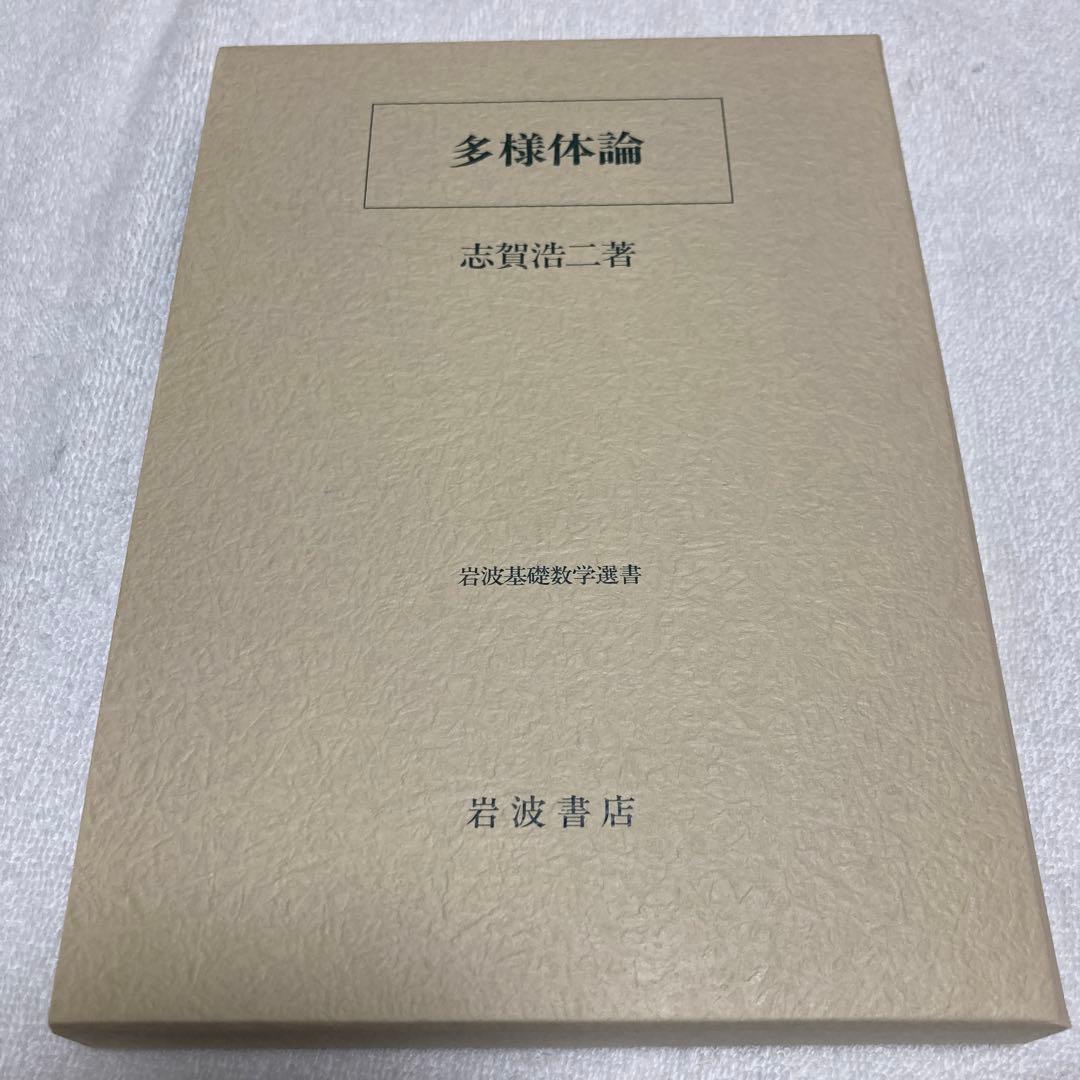 多様体論
志賀浩二著
岩波基礎数学選書
岩波書店